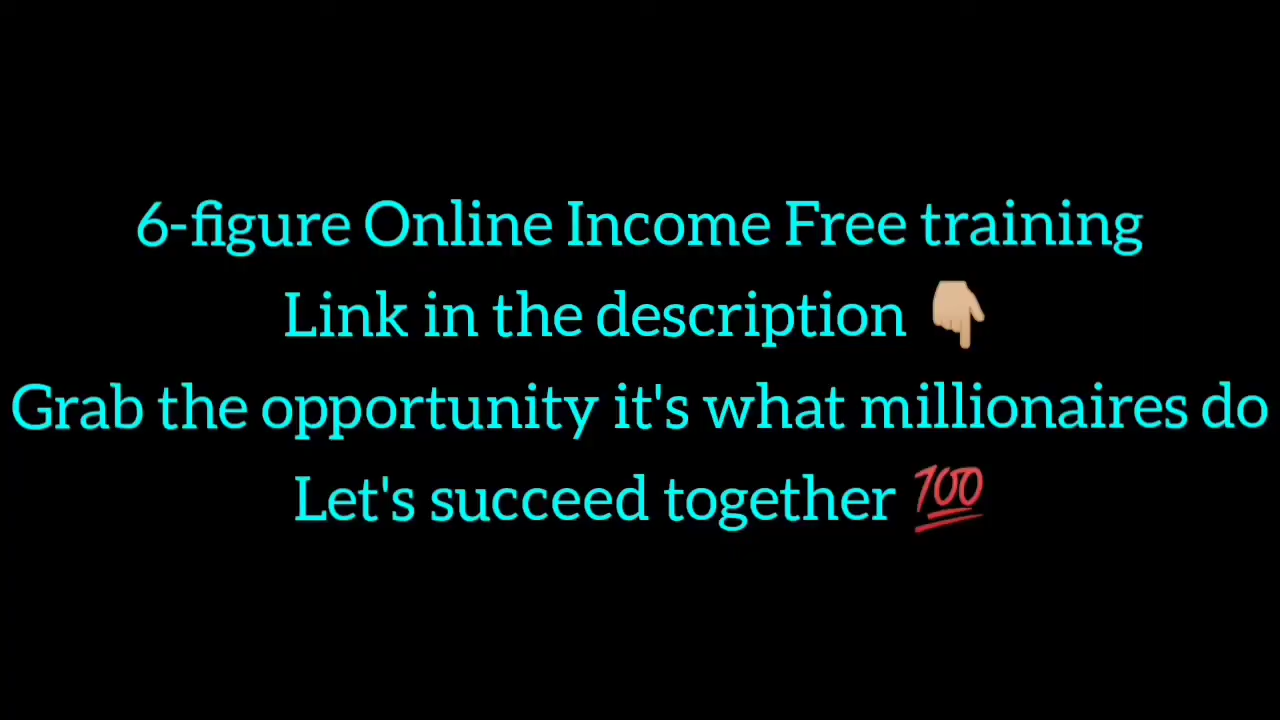 6-figure Online Income Free training
Link in the description 👇🏼
Grab the opportunity it's what millionaires do
Let's succeed together 💯